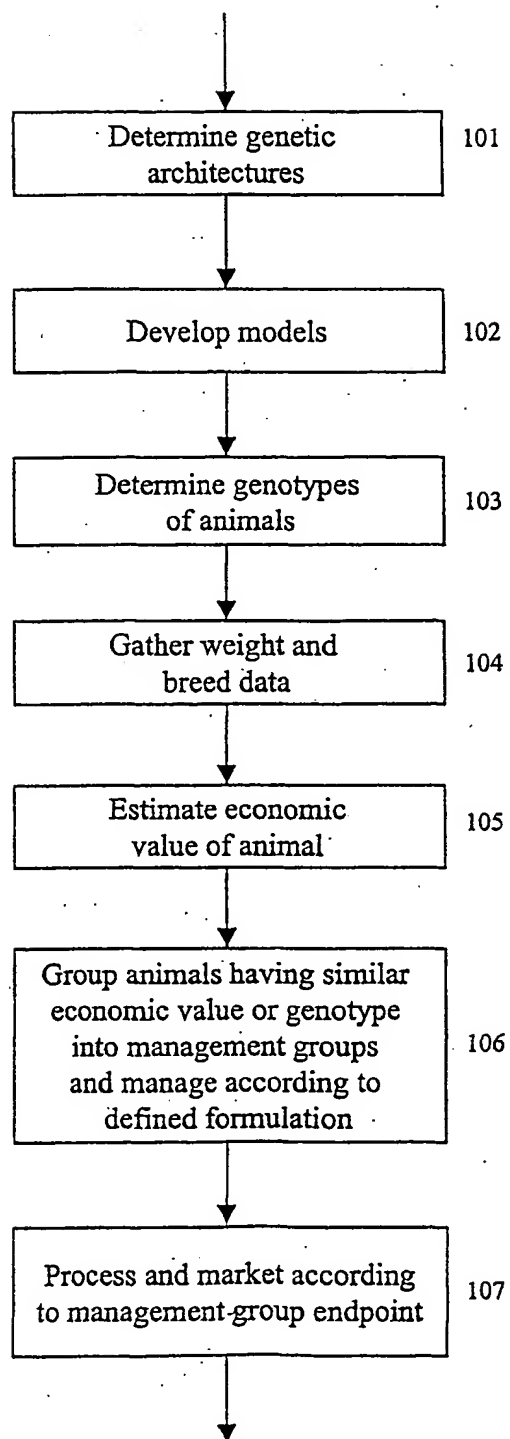 Determine genetic 101
architectures
Develop models 102
Determine genotypes
of animals 103
Gather weight and
breed data 104
Estimate economic
value of animal 105
Group animals having similar
economic value or genotype
into management groups 106
and manage according to
defined formulation
Process and market according 107
to management-group endpoint